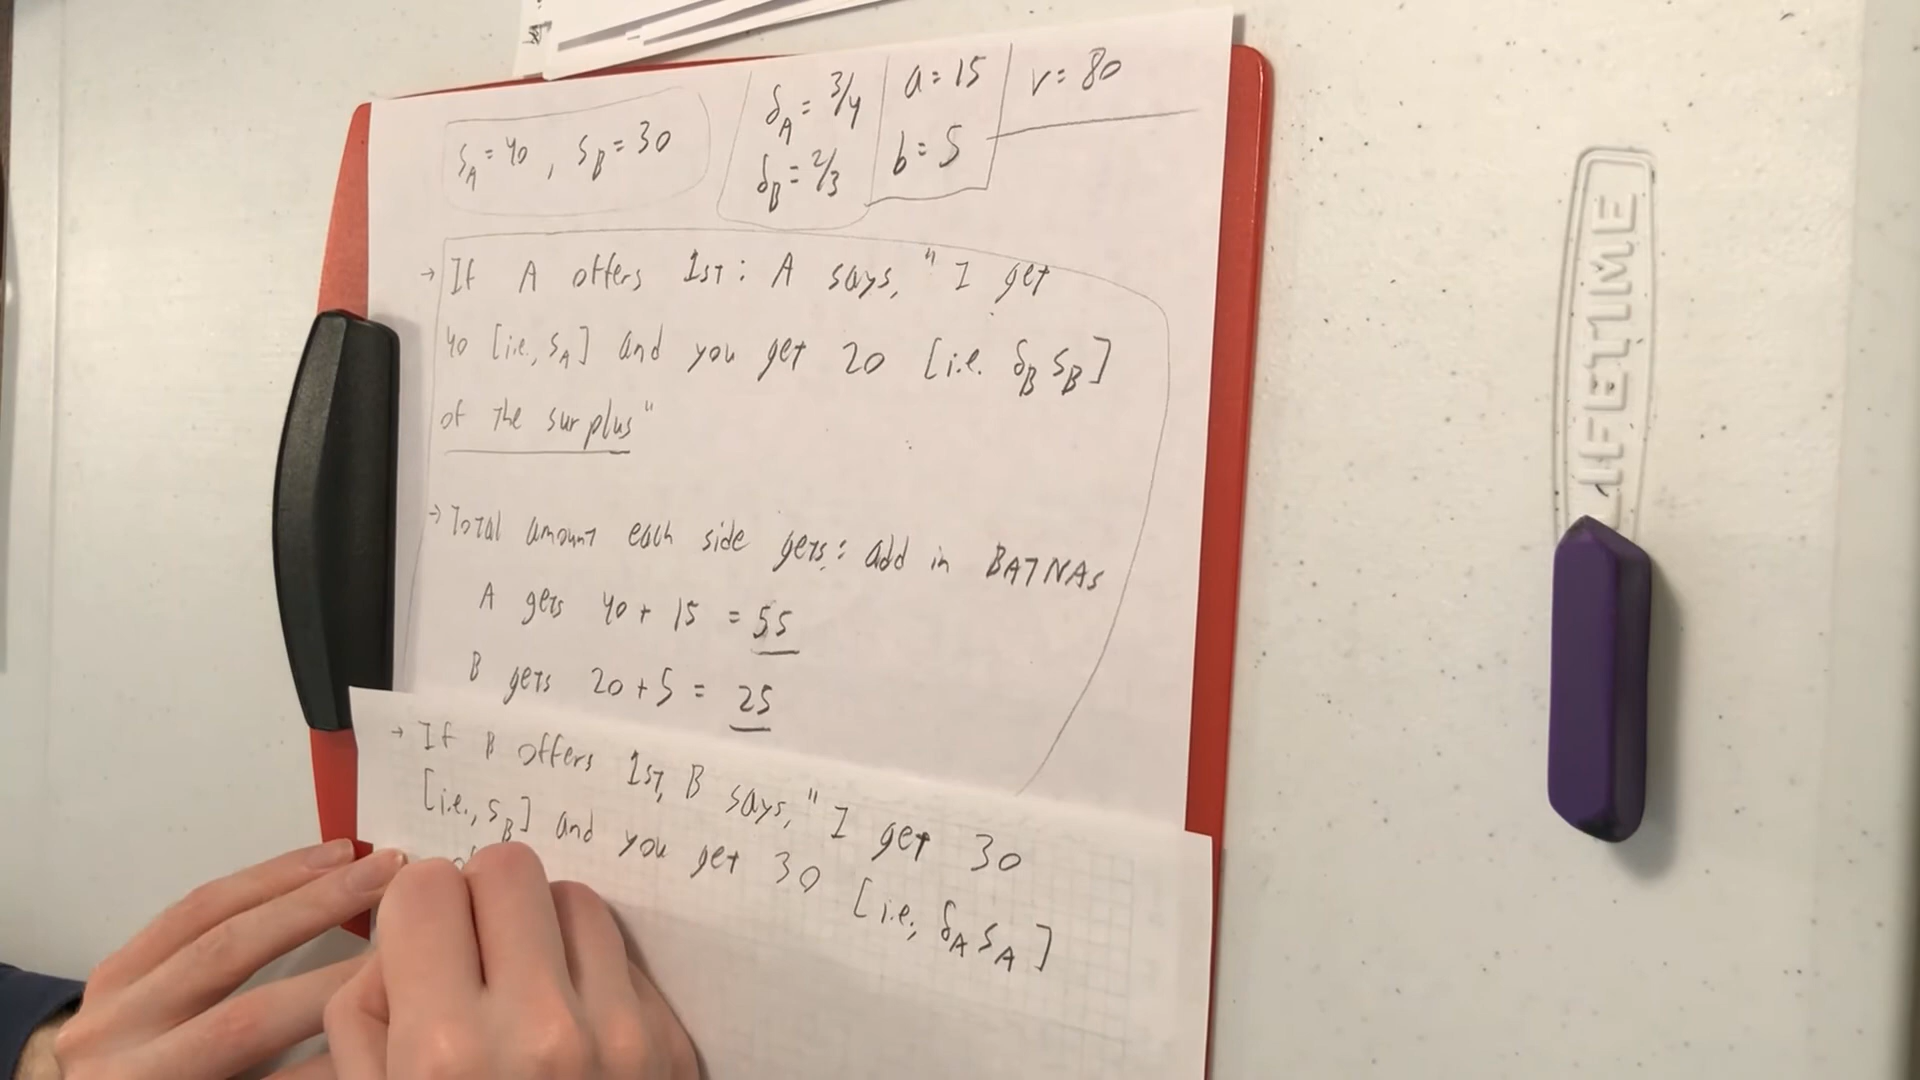 S_A = 40, S_B = 30
δ_A = 3/4
δ_B = 2/3
a = 15
b = 5
v = 80
→ If A offers 1st: A says, "I get
40 [i.e., S_A] and you get 20 [i.e. δ_B S_B]
of the surplus"
→ Total amount each side gets: add in BATNAs
A gets 40 + 15 = 55
B gets 20 + 5 = 25
→ If B offers 1st, B says, "I get 30
[i.e., S_B] and you get 30 [i.e., δ_A S_A]
LIFETIME